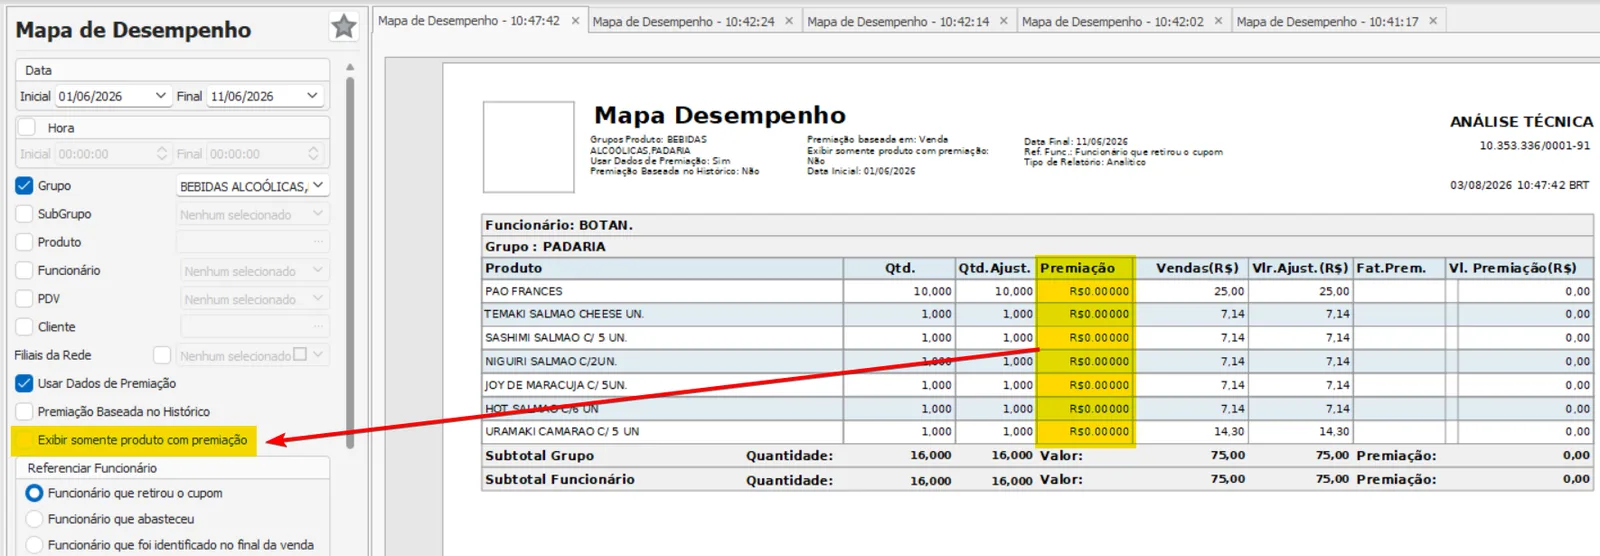 Mapa de Desempenho
Data
Inicial 01/06/2026 Final 11/06/2026
Hora
Inicial 00:00:00 Final 00:00:00
Grupo BEBIDAS ALCOÓLICAS,
SubGrupo Nenhum selecionado
Produto ...
Funcionário Nenhum selecionado
PDV Nenhum selecionado
Cliente ...
Filiais da Rede Nenhum selecionado
Usar Dados de Premiação
Premiação Baseada no Histórico
Exibir somente produto com premiação
Referenciar Funcionário
Funcionário que retirou o cupom
Funcionário que abasteceu
Funcionário que foi identificado no final da venda
Mapa de Desempenho - 10:47:42 × Mapa de Desempenho - 10:42:24 × Mapa de Desempenho - 10:42:14 × Mapa de Desempenho - 10:42:02 × Mapa de Desempenho - 10:41:17 ×
Mapa Desempenho
Grupos Produto: BEBIDAS
ALCOÓLICAS,PADARIA
Usar Dados de Premiação: Sim
Premiação Baseada no Histórico: Não
Premiação baseada em: Venda
Exibir somente produto com premiação:
Não
Data Inicial: 01/06/2026
Data Final: 11/06/2026
Ref. Func.: Funcionário que retirou o cupom
Tipo de Relatório: Analítico
ANÁLISE TÉCNICA
10.353.336/0001-91
03/08/2026 10:47:42 BRT
Funcionário: BOTAN.
Grupo : PADARIA
Produto Qtd. Qtd.Ajust. Premiação Vendas(R$) Vlr.Ajust.(R$) Fat.Prem. Vl. Premiação(R$)
PAO FRANCES 10,000 10,000 R$0.00000 25,00 25,00 0,00
TEMAKI SALMAO CHEESE UN. 1,000 1,000 R$0.00000 7,14 7,14 0,00
SASHIMI SALMAO C/ 5 UN. 1,000 1,000 R$0.00000 7,14 7,14 0,00
NIGUIRI SALMAO C/2UN. 1,000 1,000 R$0.00000 7,14 7,14 0,00
JOY DE MARACUJA C/ 5UN. 1,000 1,000 R$0.00000 7,14 7,14 0,00
HOT SALMAO C/6 UN 1,000 1,000 R$0.00000 7,14 7,14 0,00
URAMAKI CAMARAO C/ 5 UN 1,000 1,000 R$0.00000 14,30 14,30 0,00
Subtotal Grupo Quantidade: 16,000 16,000 Valor: 75,00 75,00 Premiação: 0,00
Subtotal Funcionário Quantidade: 16,000 16,000 Valor: 75,00 75,00 Premiação: 0,00